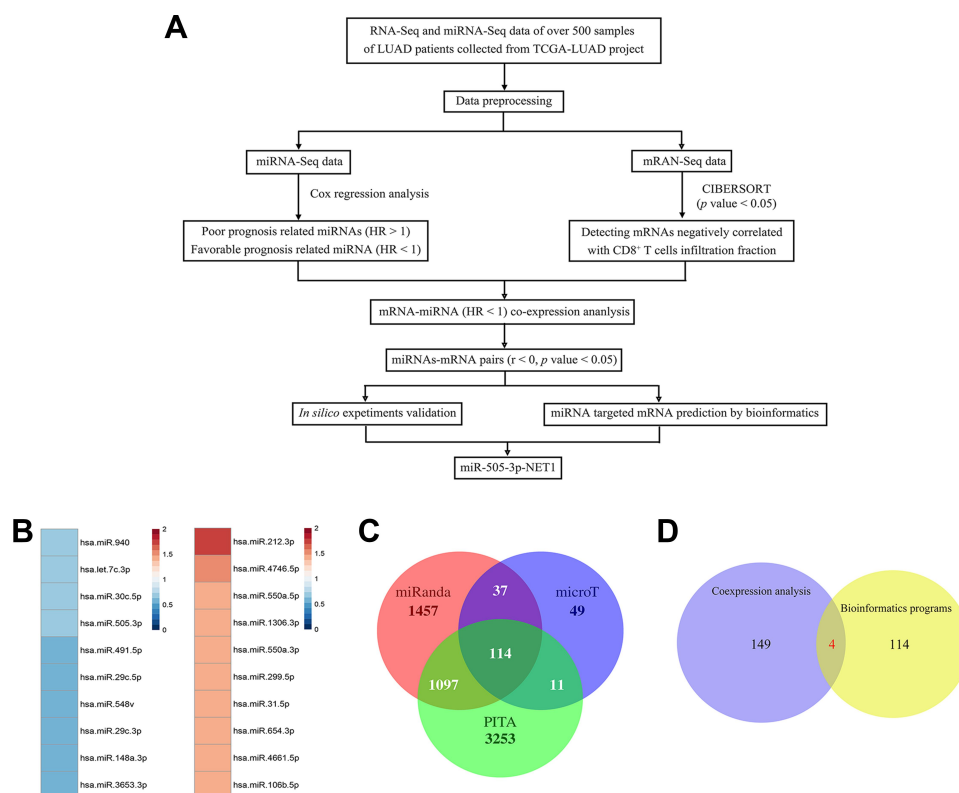 A
RNA-Seq and miRNA-Seq data of over 500 samples
of LUAD patients collected from TCGA-LUAD project
Data preprocessing
miRNA-Seq data
mRAN-Seq data
Cox regression analysis
CIBERSORT
(p value < 0.05)
Poor prognosis related miRNAs (HR > 1)
Favorable prognosis related miRNA (HR < 1)
Detecting mRNAs negatively correlated
with CD8⁺ T cells infiltration fraction
mRNA-miRNA (HR < 1) co-expression ananlysis
miRNAs-mRNA pairs (r < 0, p value < 0.05)
In silico expetiments validation
miRNA targeted mRNA prediction by bioinformatics
miR-505-3p-NET1
B
hsa.miR.940
hsa.let.7c.3p
hsa.miR.30c.5p
hsa.miR.505.3p
hsa.miR.491.5p
hsa.miR.29c.5p
hsa.miR.548v
hsa.miR.29c.3p
hsa.miR.148a.3p
hsa.miR.3653.3p
2
1.5
1
0.5
0
hsa.miR.212.3p
hsa.miR.4746.5p
hsa.miR.550a.5p
hsa.miR.1306.3p
hsa.miR.550a.3p
hsa.miR.299.5p
hsa.miR.31.5p
hsa.miR.654.3p
hsa.miR.4661.5p
hsa.miR.106b.5p
2
1.5
1
0.5
0
C
miRanda
1457
37
microT
49
114
1097
11
PITA
3253
D
Coexpression analysis
149
4
Bioinformatics programs
114